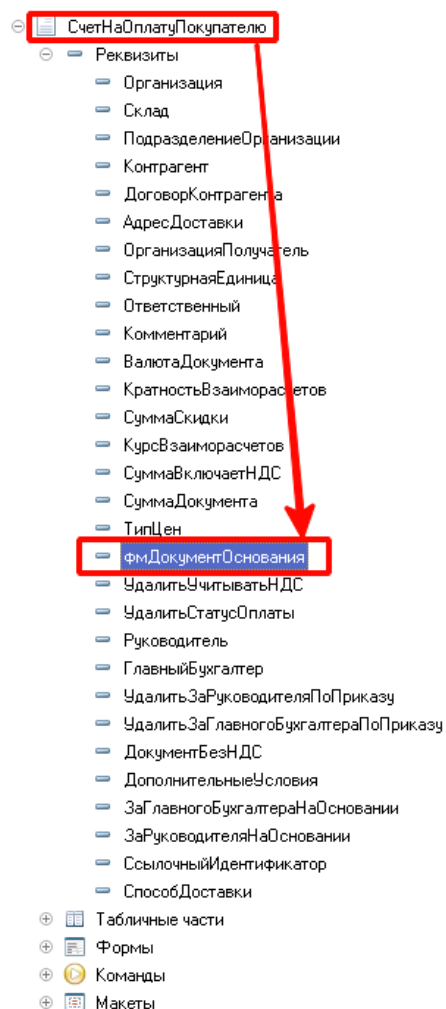 СчетНаОплатуПокупателю
Реквизиты
Организация
Склад
ПодразделениеОрганизации
Контрагент
ДоговорКонтрагента
АдресДоставки
ОрганизацияПолучатель
СтруктурнаяЕдиница
Ответственный
Комментарий
ВалютаДокумента
КратностьВзаиморасчетов
СуммаСкидки
КурсВзаиморасчетов
СуммаВключаетНДС
СуммаДокумента
ТипЦен
фмДокументОснования
УдалитьУчитыватьНДС
УдалитьСтатусОплаты
Руководитель
ГлавныйБухгалтер
УдалитьЗаРуководителяПоПриказу
УдалитьЗаГлавногоБухгалтераПоПриказу
ДокументБезНДС
ДополнительныеУсловия
ЗаГлавногоБухгалтераНаОсновании
ЗаРуководителяНаОсновании
СсылочныйИдентификатор
СпособДоставки
Табличные части
Формы
Команды
Макеты